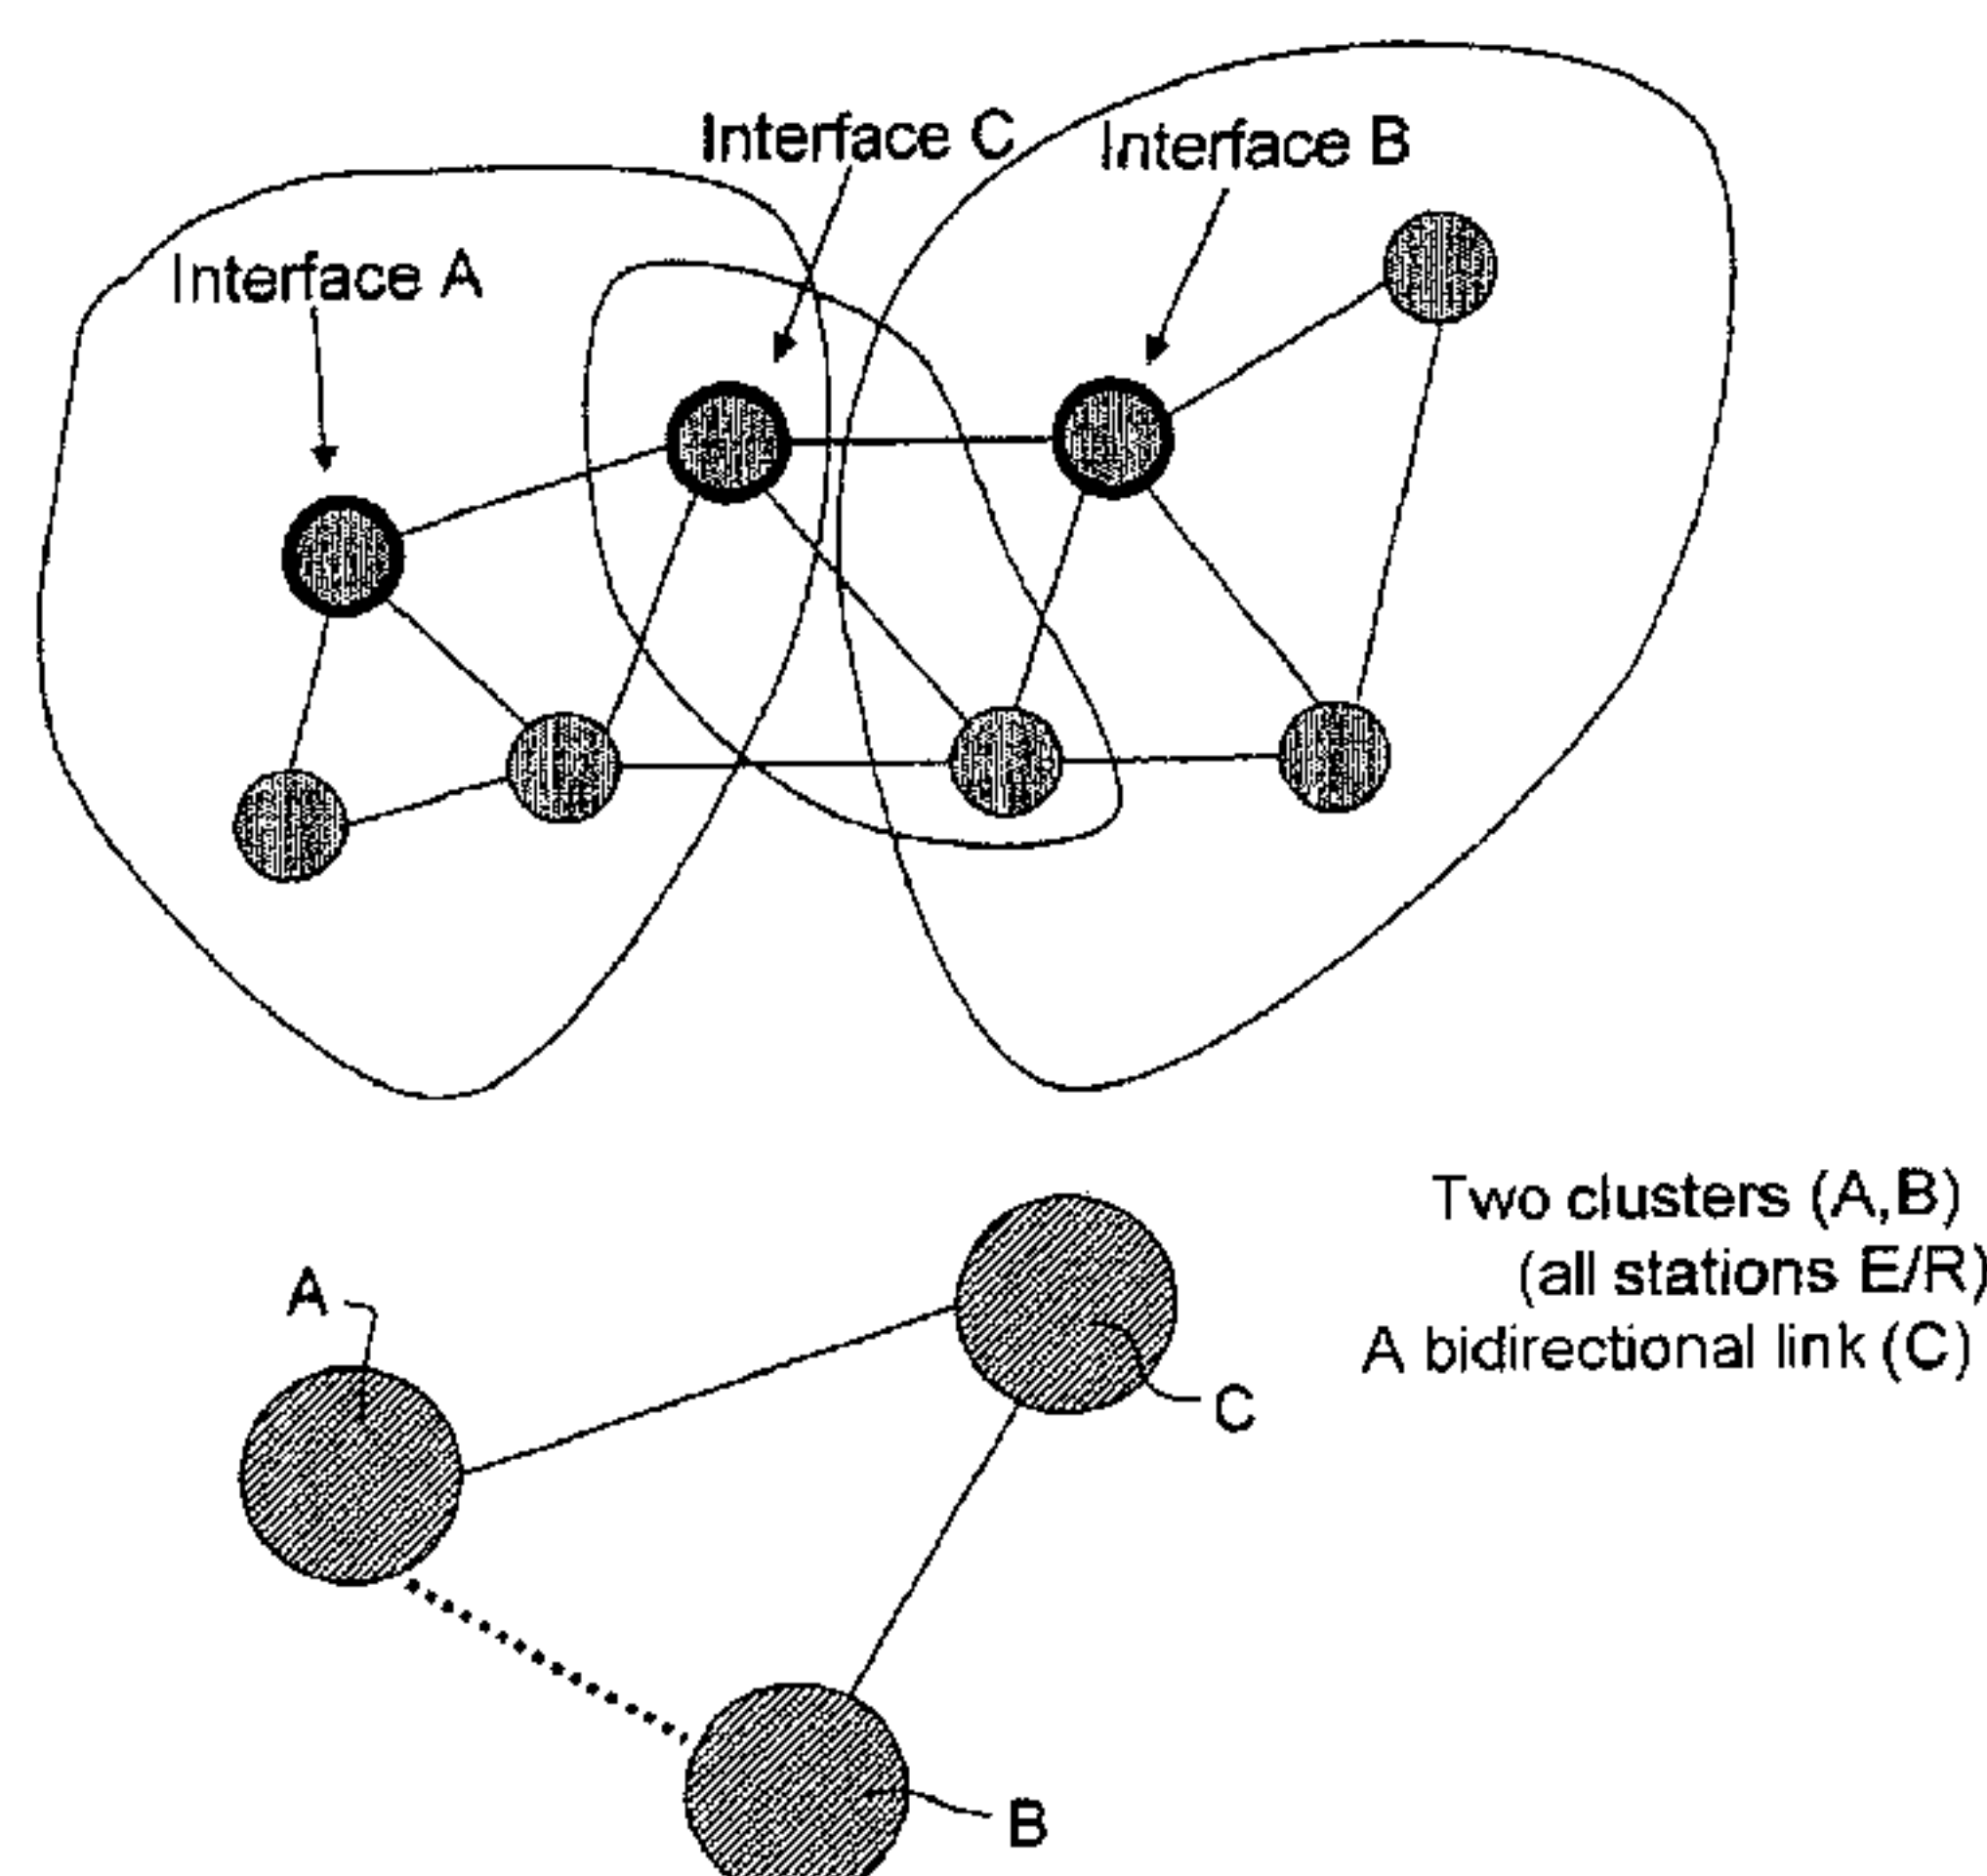 Interface C
Interface B
Interface A
Two clusters (A,B)
(all stations E/R)
A bidirectional link (C)
A
C
B